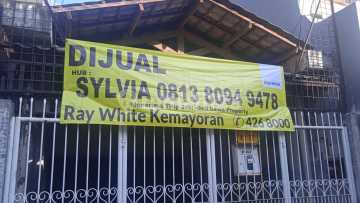 DIJUAL
HUB :
SYLVIA 0813 8094 9478
Ray White Kemayoran
426 8000